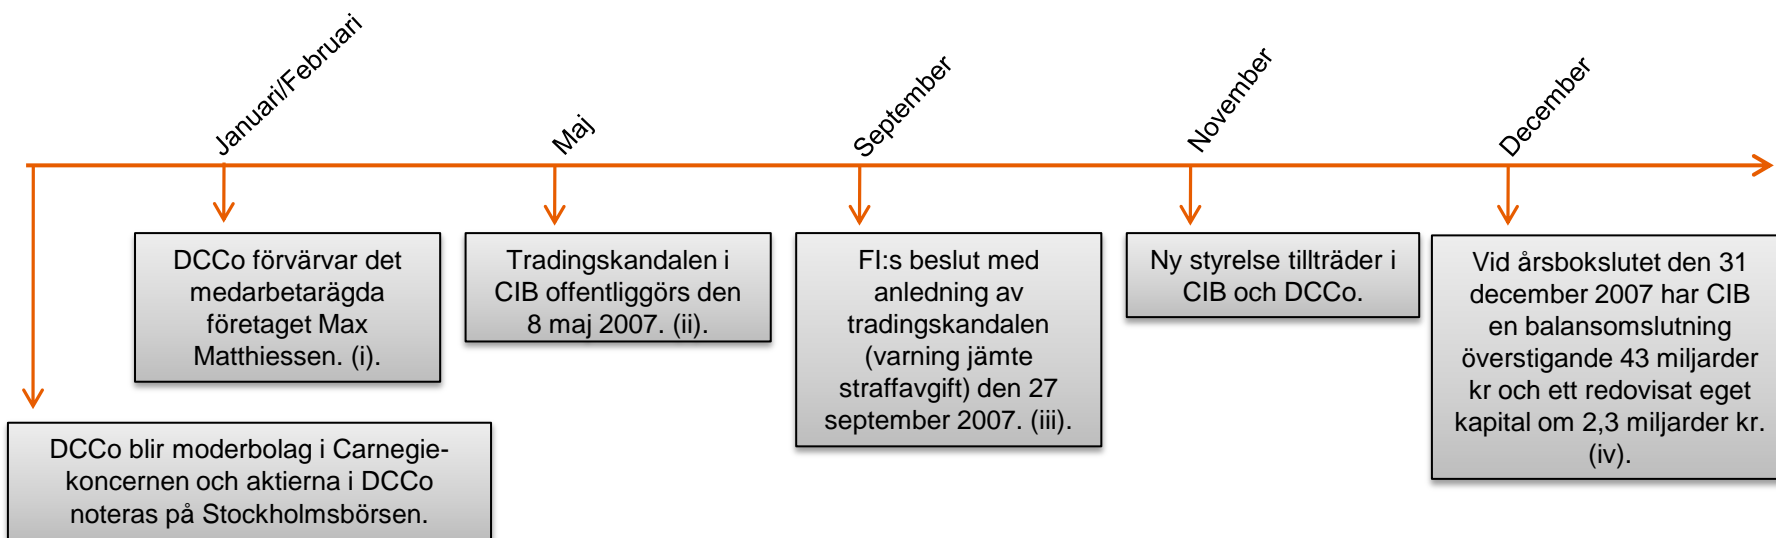 Januari/Februari
Maj
September
November
December
DCCo förvärvar det
medarbetarägda
företaget Max
Matthiessen. (i).
Tradingskandalen i
CIB offentliggörs den
8 maj 2007. (ii).
FI:s beslut med
anledning av
tradingskandalen
(varning jämte
straffavgift) den 27
september 2007. (iii).
Ny styrelse tillträder i
CIB och DCCo.
Vid årsbokslutet den 31
december 2007 har CIB
en balansomslutning
överstigande 43 miljarder
kr och ett redovisat eget
kapital om 2,3 miljarder kr.
(iv).
DCCo blir moderbolag i Carnegie-
koncernen och aktierna i DCCo
noteras på Stockholmsbörsen.